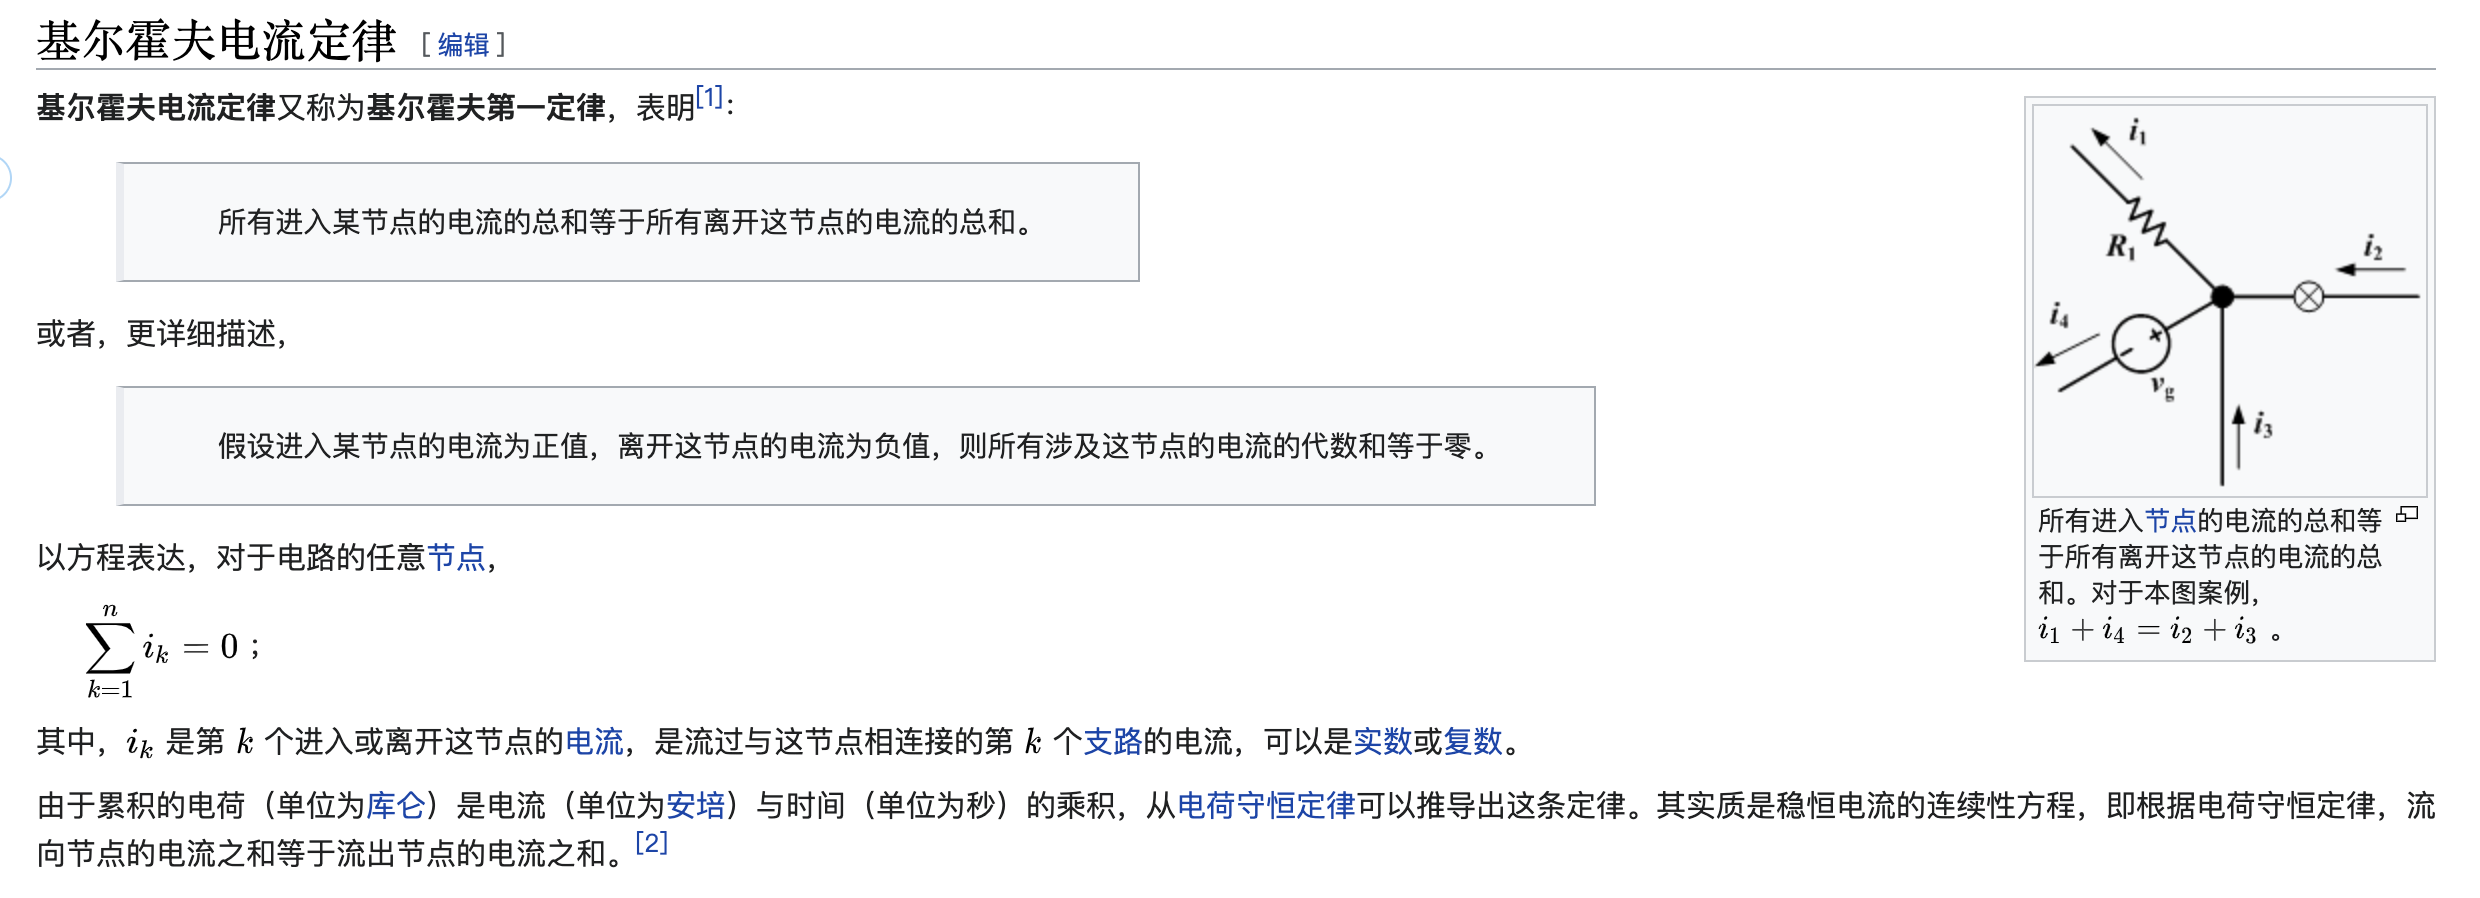 基尔霍夫电流定律 [编辑]
基尔霍夫电流定律又称为基尔霍夫第一定律，表明[1]：
所有进入某节点的电流的总和等于所有离开这节点的电流的总和。
或者，更详细描述，
假设进入某节点的电流为正值，离开这节点的电流为负值，则所有涉及这节点的电流的代数和等于零。
以方程表达，对于电路的任意节点，
n
∑ i_k = 0；
k=1
其中，i_k 是第 k 个进入或离开这节点的电流，是流过与这节点相连接的第 k 个支路的电流，可以是实数或复数。
由于累积的电荷（单位为库仑）是电流（单位为安培）与时间（单位为秒）的乘积，从电荷守恒定律可以推导出这条定律。其实质是稳恒电流的连续性方程，即根据电荷守恒定律，流
向节点的电流之和等于流出节点的电流之和。[2]
i₁
R₁
i₂
i₄
v_g
i₃
所有进入节点的电流的总和等
于所有离开这节点的电流的总
和。对于本图案例，
i₁ + i₄ = i₂ + i₃ 。